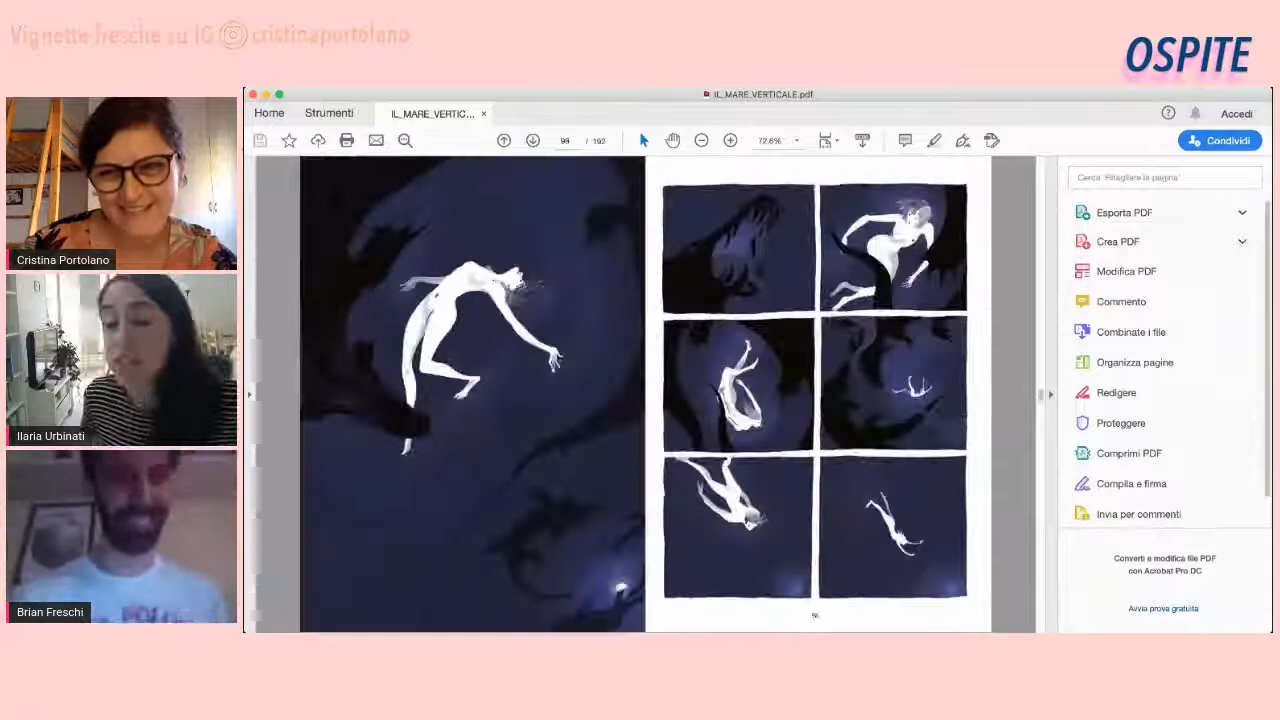 Vignette fresche su IG cristinaportolano
OSPITE
IL_MARE_VERTICALE.pdf
Home Strumenti IL_MARE_VERTIC... ×
Accedi
98 / 192 72.6% Condividi
Cerca 'Ritagliare la pagina'
Esporta PDF
Crea PDF
Modifica PDF
Commento
Combinate i file
Organizza pagine
Redigere
Proteggere
Comprimi PDF
Compila e firma
Invia per commenti
Converti e modifica file PDF
con Acrobat Pro DC
Avvia prova gratuita
Cristina Portolano
Ilaria Urbinati
Brian Freschi